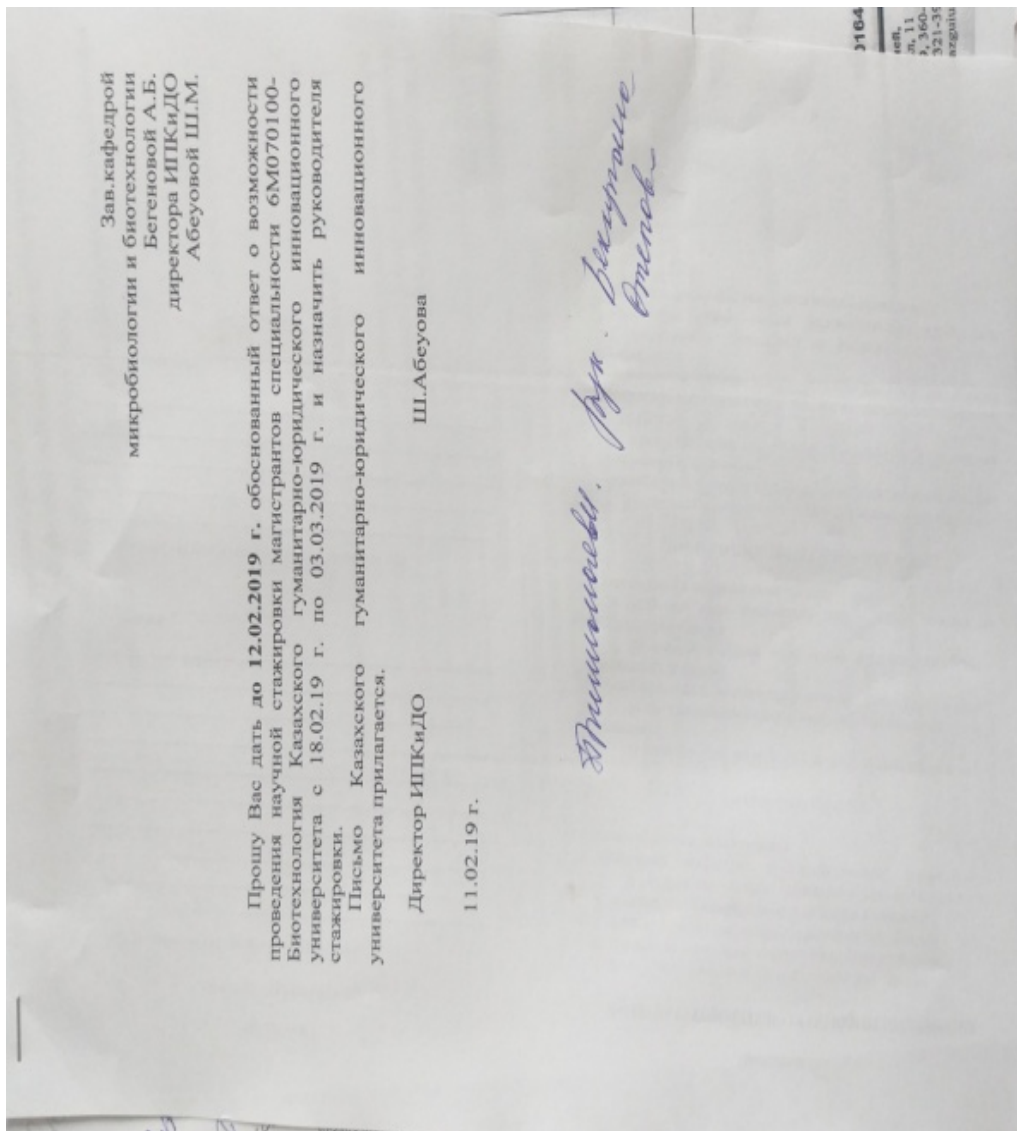 Зав.кафедрой
микробиологии и биотехнологии
Бегеновой А.Б.
директора ИПКиДО
Абеуовой Ш.М.
Прошу Вас дать до 12.02.2019 г. обоснованный ответ о возможности
проведения научной стажировки магистрантов специальности 6М070100-
Биотехнология Казахского гуманитарно-юридического инновационного
университета с 18.02.19 г. по 03.03.2019 г. и назначить руководителя
стажировки.
Письмо Казахского гуманитарно-юридического инновационного
университета прилагается.
Директор ИПКиДО Ш.Абеуова
11.02.19 г.
рук.